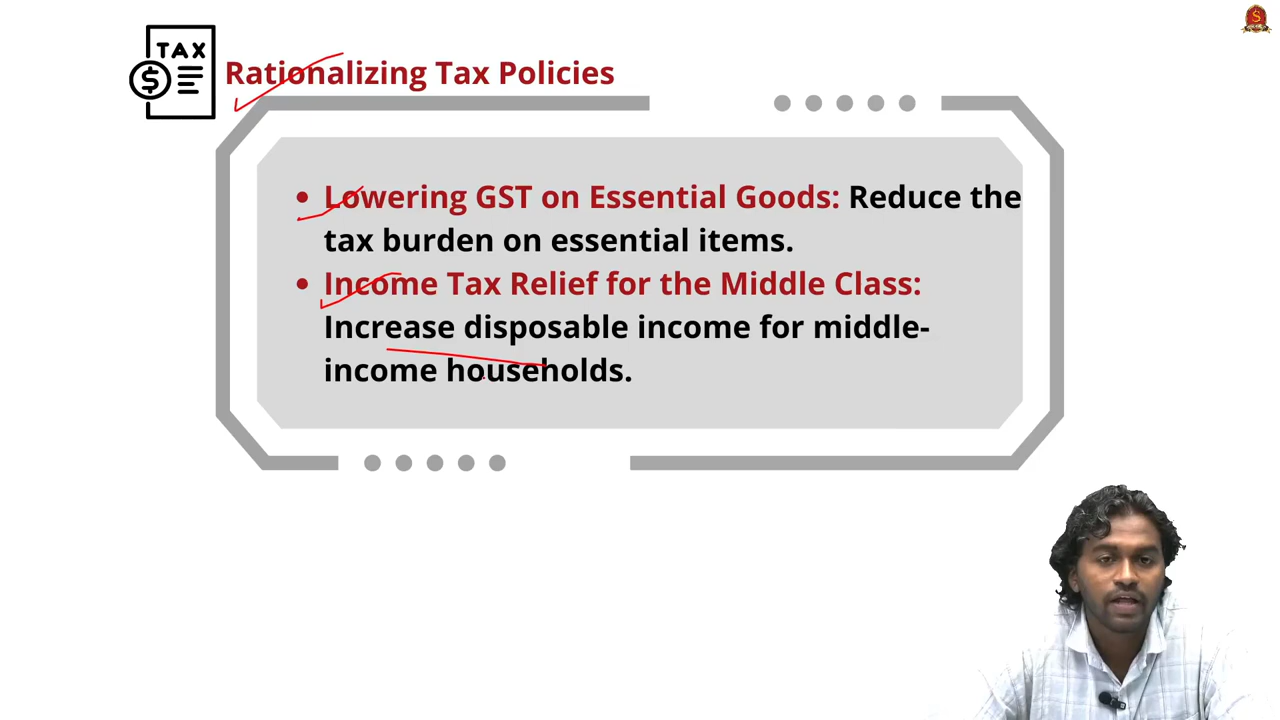 TAX
Rationalizing Tax Policies
• Lowering GST on Essential Goods: Reduce the
tax burden on essential items.
• Income Tax Relief for the Middle Class:
Increase disposable income for middle-
income households.